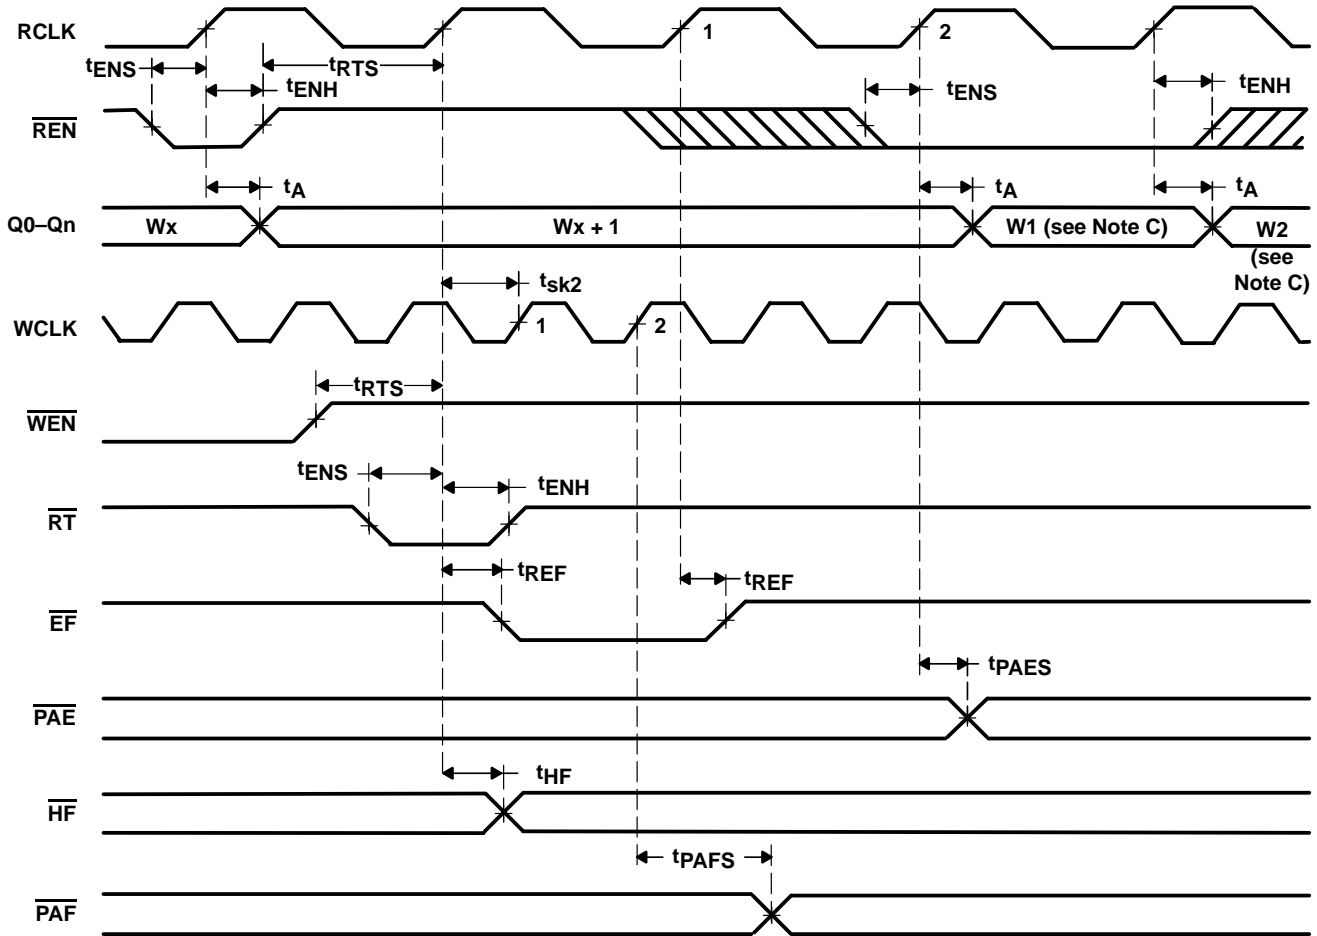 RCLK
1
2
tENS
tRTS
tENH
tENS
tENH
REN
tA
tA
tA
Q0–Qn
Wx
Wx + 1
W1 (see Note C)
W2
(see
Note C)
tsk2
WCLK
1
2
tRTS
WEN
tENS
tENH
RT
tREF
tREF
EF
tPAES
PAE
tHF
HF
tPAFS
PAF